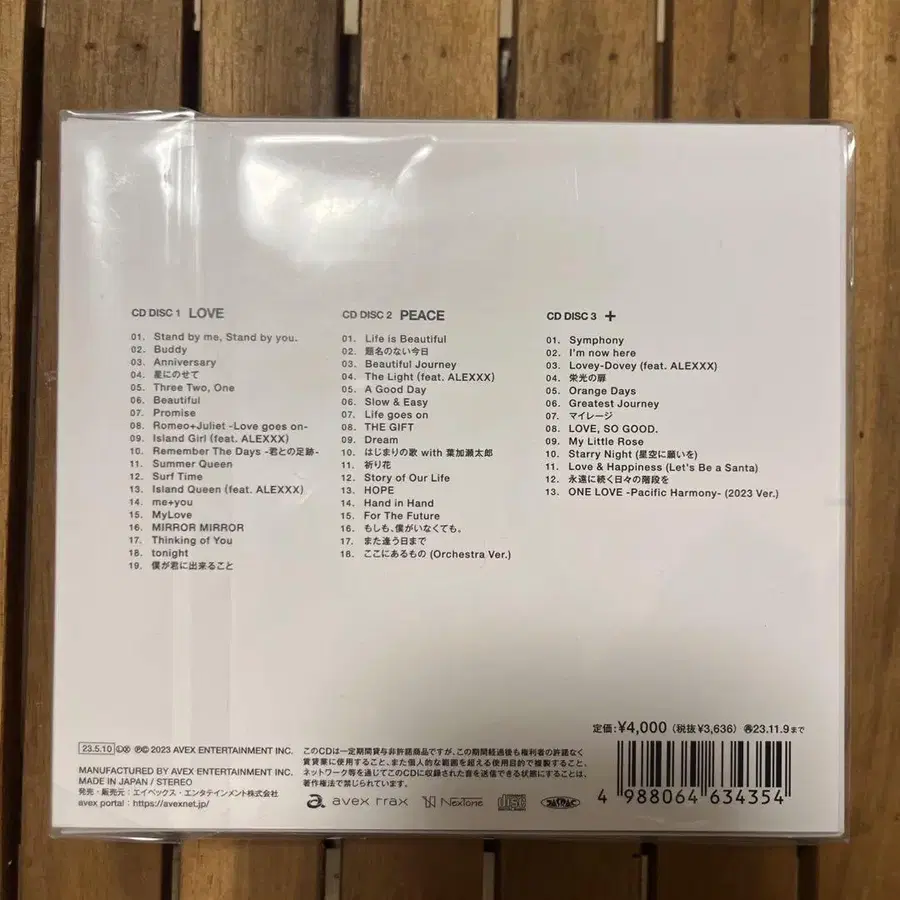 CD DISC 1 LOVE
01. Stand by me, Stand by you.
02. Buddy
03. Anniversary
04. 星にのせて
05. Three Two, One
06. Beautiful
07. Promise
08. Romeo+Juliet -Love goes on-
09. Island Girl (feat. ALEXXX)
10. Remember The Days -君との足跡-
11. Summer Queen
12. Surf Time
13. Island Queen (feat. ALEXXX)
14. me+you
15. MyLove
16. MIRROR MIRROR
17. Thinking of You
18. tonight
19. 僕が君に出来ること
CD DISC 2 PEACE
01. Life is Beautiful
02. 題名のない今日
03. Beautiful Journey
04. The Light (feat. ALEXXX)
05. A Good Day
06. Slow & Easy
07. Life goes on
08. THE GIFT
09. Dream
10. はじまりの歌 with 葉加瀬太郎
11. 祈り花
12. Story of Our Life
13. HOPE
14. Hand in Hand
15. For The Future
16. もしも、僕がいなくても。
17. また逢う日まで
18. ここにあるもの (Orchestra Ver.)
CD DISC 3 +
01. Symphony
02. I'm now here
03. Lovey-Dovey (feat. ALEXXX)
04. 栄光の扉
05. Orange Days
06. Greatest Journey
07. マイレージ
08. LOVE, SO GOOD.
09. My Little Rose
10. Starry Night (星空に願いを)
11. Love & Happiness (Let's Be a Santa)
12. 永遠に続く日々の階段を
13. ONE LOVE -Pacific Harmony- (2023 Ver.)
定価:¥4,000 (税抜¥3,636) 再23.11.9まで
23.5.10 LX ℗© 2023 AVEX ENTERTAINMENT INC.
MANUFACTURED BY AVEX ENTERTAINMENT INC.
MADE IN JAPAN / STEREO
発売・販売元:エイベックス・エンタテインメント株式会社
avex portal : https://avexnet.jp/
このCDは一定期間貸与非許諾商品ですが、この期間経過後も権利者の許諾なく
賃貸業に使用すること、また個人的な範囲を超える使用目的で複製すること、
ネットワーク等を通じてこのCDに収録された音を送信できる状態にすることは、
著作権法で禁じられています。
a avex trax
NexTone
disc
JASRAC
4 988064 634354